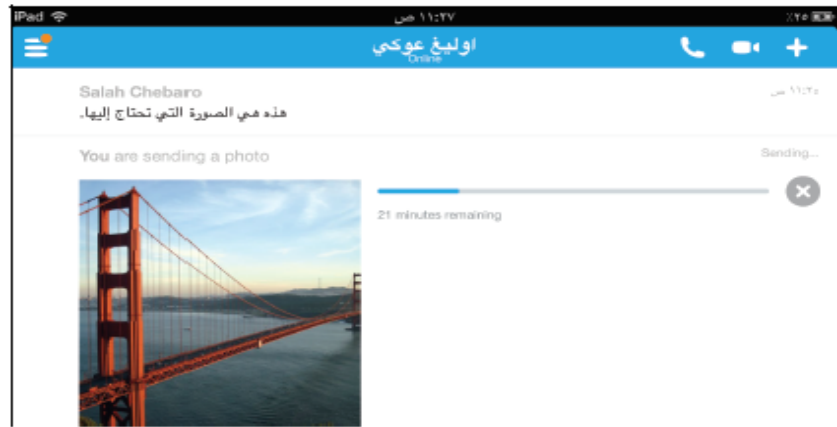 iPad
١١:٢٧ ص
٪٢٥
اوليغ عوكي
Online
Salah Chebaro
١١:٢٥ ص
هذه هي الصورة التي تحتاج إليها.
You are sending a photo
Sending...
21 minutes remaining